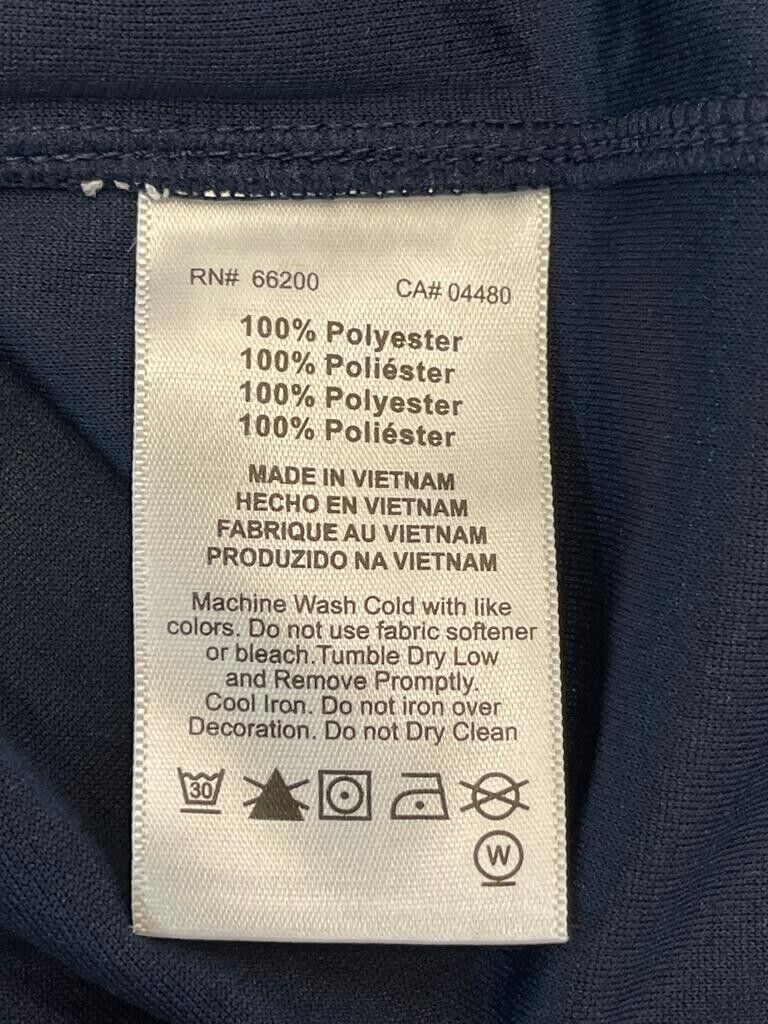 RN# 66200 CA# 04480
100% Polyester
100% Poliéster
100% Polyester
100% Poliéster
MADE IN VIETNAM
HECHO EN VIETNAM
FABRIQUE AU VIETNAM
PRODUZIDO NA VIETNAM
Machine Wash Cold with like
colors. Do not use fabric softener
or bleach.Tumble Dry Low
and Remove Promptly.
Cool Iron. Do not iron over
Decoration. Do not Dry Clean
30
W